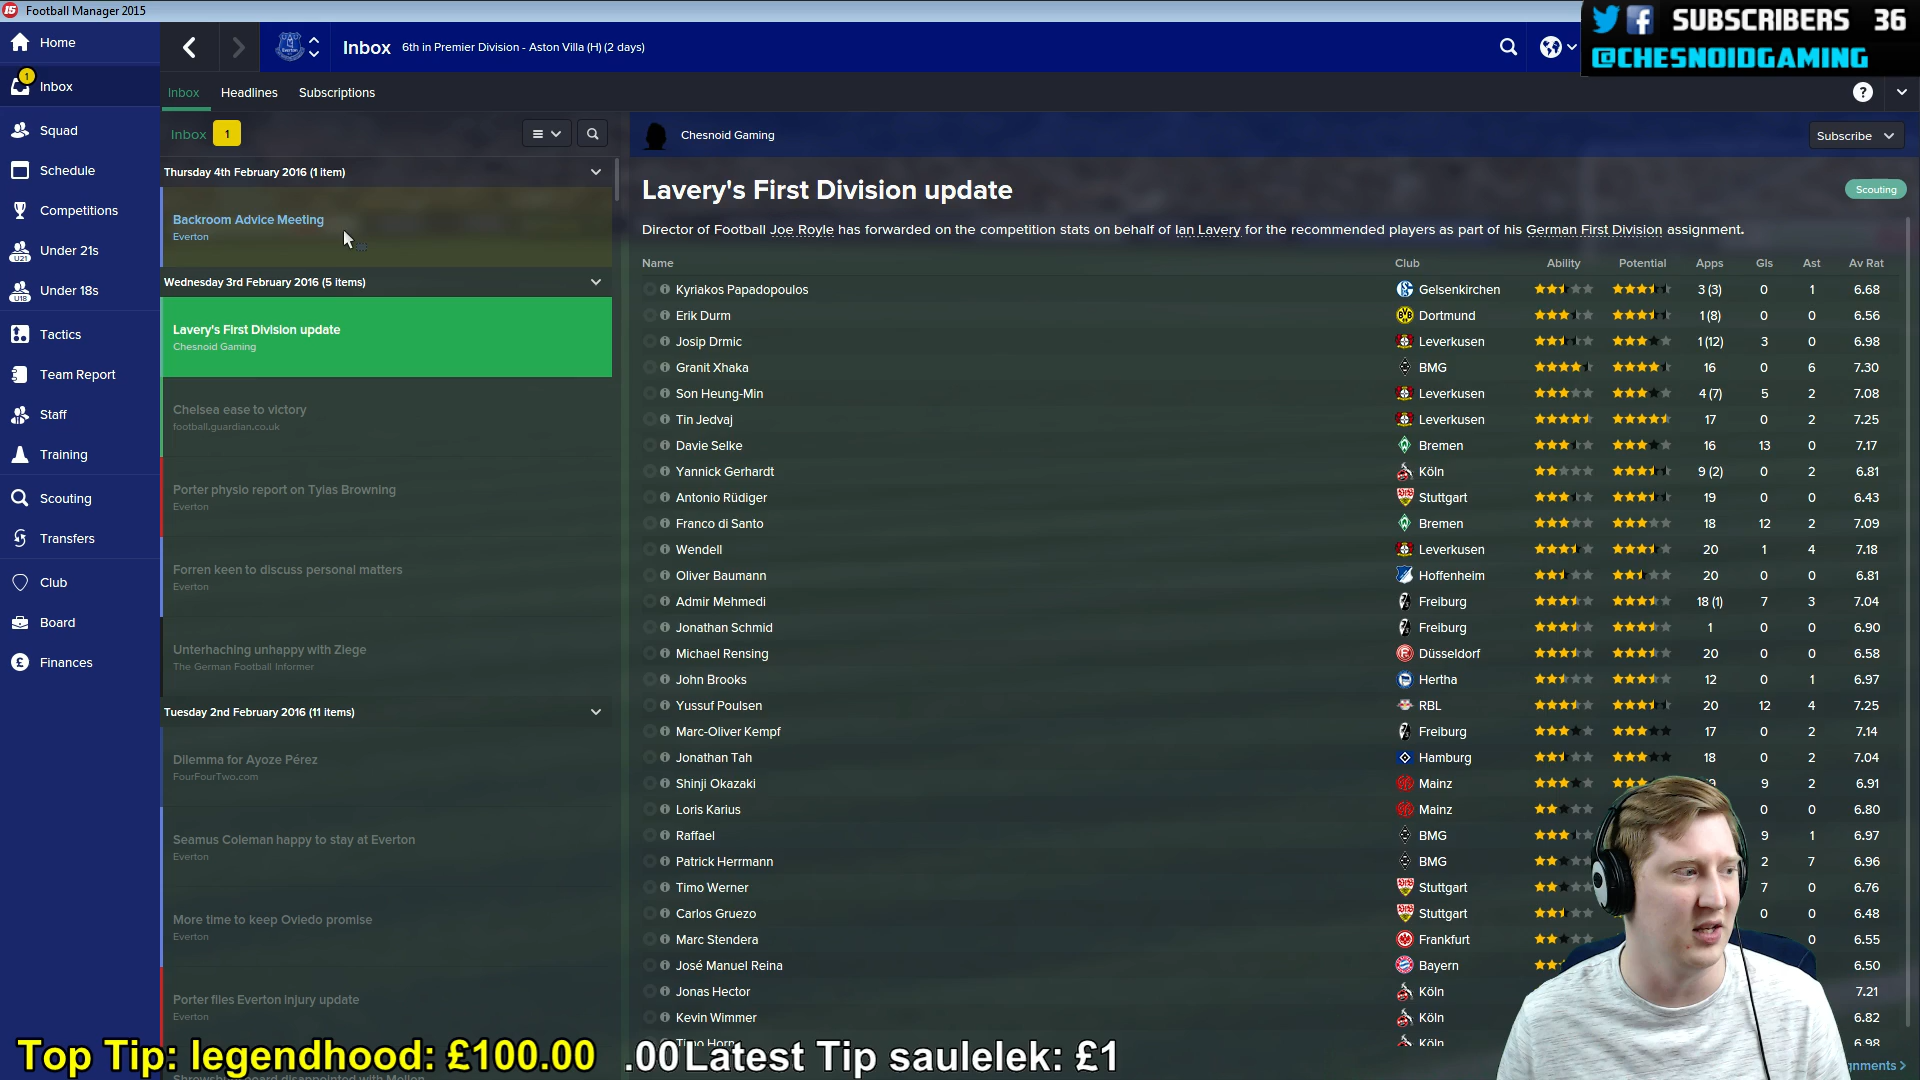 Football Manager 2015
Home
Inbox 6th in Premier Division - Aston Villa (H) (2 days)
SUBSCRIBERS 36
@CHESNOIDGAMING
1
Inbox
Squad
Schedule
Competitions
U21 Under 21s
U18 Under 18s
Tactics
Team Report
Staff
Training
Scouting
Transfers
Club
Board
Finances
Inbox Headlines Subscriptions
Inbox 1
Thursday 4th February 2016 (1 item)
Backroom Advice Meeting
Everton
Wednesday 3rd February 2016 (5 items)
Lavery's First Division update
Chesnoid Gaming
Chelsea ease to victory
football.guardian.co.uk
Porter physio report on Tyias Browning
Everton
Forren keen to discuss personal matters
Everton
Unterhaching unhappy with Ziege
The German Football Informer
Tuesday 2nd February 2016 (11 items)
Dilemma for Ayoze Pérez
FourFourTwo.com
Seamus Coleman happy to stay at Everton
Everton
More time to keep Oviedo promise
Everton
Porter files Everton injury update
Everton
Chesnoid Gaming
Subscribe
Lavery's First Division update
Scouting
Director of Football Joe Royle has forwarded on the competition stats on behalf of Ian Lavery for the recommended players as part of his German First Division assignment.
Name Club Ability Potential Apps Gls Ast Av Rat
Kyriakos Papadopoulos Gelsenkirchen 3 (3) 0 1 6.68
Erik Durm Dortmund 1 (8) 0 0 6.56
Josip Drmic Leverkusen 1 (12) 3 0 6.98
Granit Xhaka BMG 16 0 6 7.30
Son Heung-Min Leverkusen 4 (7) 5 2 7.08
Tin Jedvaj Leverkusen 17 0 2 7.25
Davie Selke Bremen 16 13 0 7.17
Yannick Gerhardt Köln 9 (2) 0 2 6.81
Antonio Rüdiger Stuttgart 19 0 0 6.43
Franco di Santo Bremen 18 12 2 7.09
Wendell Leverkusen 20 1 4 7.18
Oliver Baumann Hoffenheim 20 0 0 6.81
Admir Mehmedi Freiburg 18 (1) 7 3 7.04
Jonathan Schmid Freiburg 1 0 0 6.90
Michael Rensing Düsseldorf 20 0 0 6.58
John Brooks Hertha 12 0 1 6.97
Yussuf Poulsen RBL 20 12 4 7.25
Marc-Oliver Kempf Freiburg 17 0 2 7.14
Jonathan Tah Hamburg 18 0 2 7.04
Shinji Okazaki Mainz 9 2 6.91
Loris Karius Mainz 0 0 6.80
Raffael BMG 9 1 6.97
Patrick Herrmann BMG 2 7 6.96
Timo Werner Stuttgart 7 0 6.76
Carlos Gruezo Stuttgart 0 0 6.48
Marc Stendera Frankfurt 0 6.55
José Manuel Reina Bayern 6.50
Jonas Hector Köln 7.21
Kevin Wimmer Köln 6.82
Timo Horn Köln 6.98
Top Tip: legendhood: £100.00 .00 Latest Tip saulelek: £1